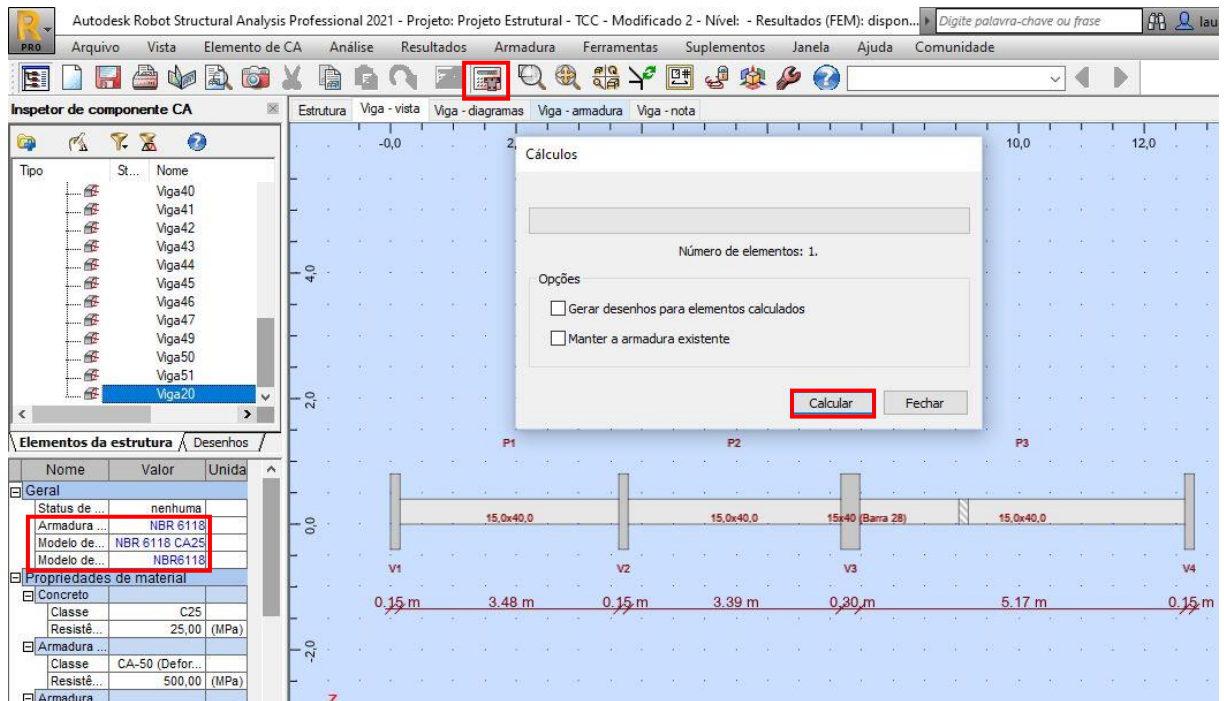 Autodesk Robot Structural Analysis Professional 2021 - Projeto: Projeto Estrutural - TCC - Modificado 2 - Nível: - Resultados (FEM): dispon...
Digite palavra-chave ou frase
lau
PRO
Arquivo Vista Elemento de CA Análise Resultados Armadura Ferramentas Suplementos Janela Ajuda Comunidade
Inspetor de componente CA
Estrutura Viga - vista Viga - diagramas Viga - armadura Viga - nota
Tipo St... Nome
Viga40
Viga41
Viga42
Viga43
Viga44
Viga45
Viga46
Viga47
Viga49
Viga50
Viga51
Viga20
Elementos da estrutura Desenhos
Nome Valor Unida
Geral
Status de ... nenhuma
Armadura ... NBR 6118
Modelo de... NBR 6118 CA25
Modelo de... NBR6118
Propriedades de material
Concreto
Classe C25
Resistê... 25,00 (MPa)
Armadura ...
Classe CA-50 (Defor...
Resistê... 500,00 (MPa)
Armadura
-0,0 2, 10,0 12,0
4,0
2,0
0,0
-2,0
Cálculos
Número de elementos: 1.
Opções
Gerar desenhos para elementos calculados
Manter a armadura existente
Calcular Fechar
P1 P2 P3
15,0x40,0 15,0x40,0 15x40 (Barra 28) 15,0x40,0
V1 V2 V3 V4
0.15 m 3.48 m 0.15 m 3.39 m 0.30 m 5.17 m 0.15 m
Z